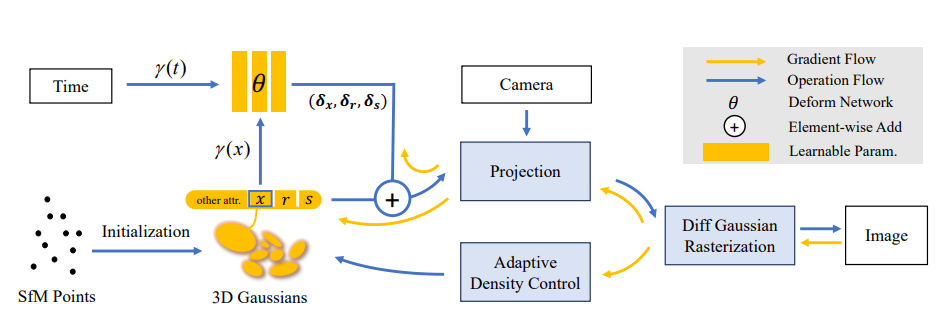 Time
γ(t)
θ
(δx, δr, δs)
Camera
Gradient Flow
Operation Flow
θ Deform Network
+ Element-wise Add
Learnable Param.
γ(x)
Projection
other attr. x r s
+
Initialization
SfM Points
3D Gaussians
Adaptive
Density Control
Diff Gaussian
Rasterization
Image